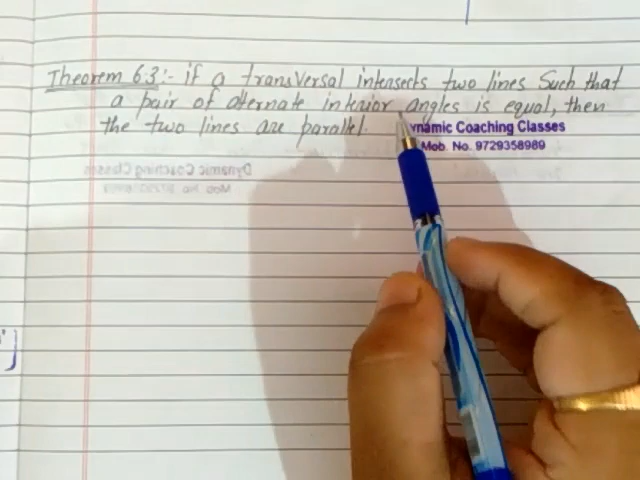 Theorem 6.3:- if a transversal intersects two lines Such that
a pair of alternate interior angles is equal, then
the two lines are parallel.
ynamic Coaching Classes
Mob. No. 9729358989